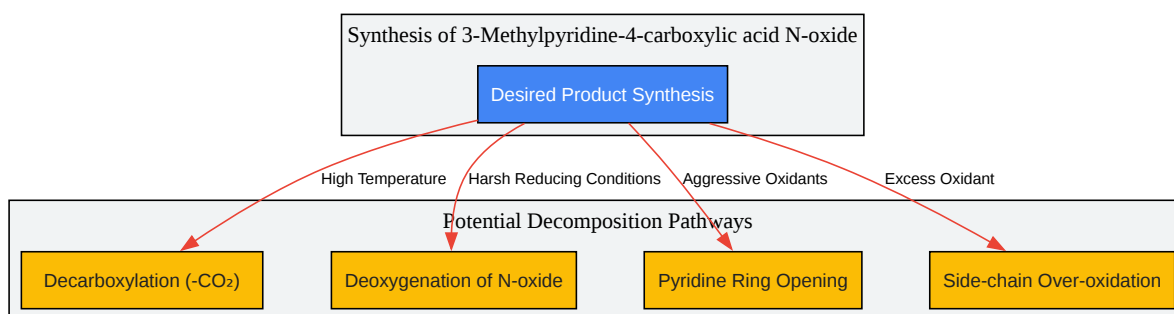 Synthesis of 3-Methylpyridine-4-carboxylic acid N-oxide
Desired Product Synthesis
High Temperature
Harsh Reducing Conditions
Aggressive Oxidants
Excess Oxidant
Potential Decomposition Pathways
Decarboxylation (-CO₂)
Deoxygenation of N-oxide
Pyridine Ring Opening
Side-chain Over-oxidation